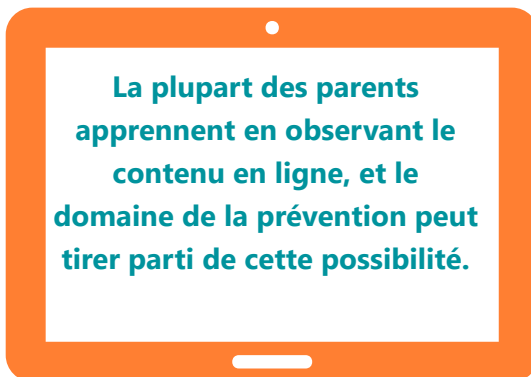 La plupart des parents
apprennent en observant le
contenu en ligne, et le
domaine de la prévention peut
tirer parti de cette possibilité.